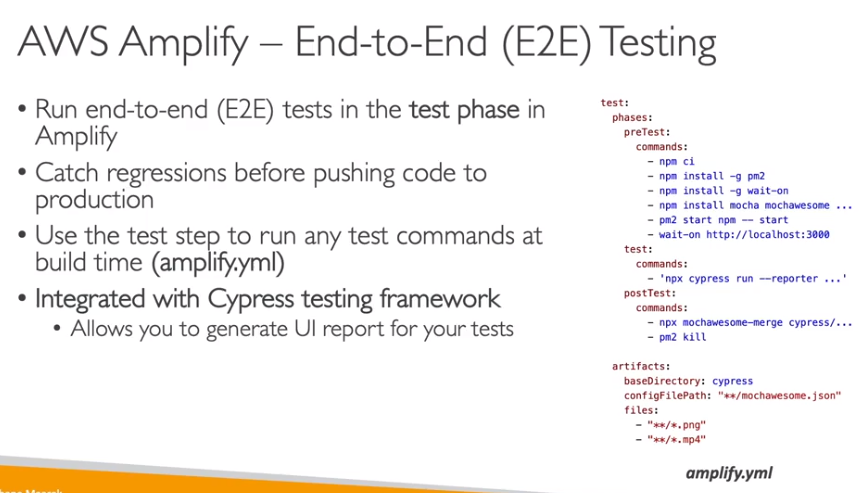 AWS Amplify – End-to-End (E2E) Testing
• Run end-to-end (E2E) tests in the test phase in
Amplify
• Catch regressions before pushing code to
production
• Use the test step to run any test commands at
build time (amplify.yml)
• Integrated with Cypress testing framework
• Allows you to generate UI report for your tests
test:
phases:
preTest:
commands:
- npm ci
- npm install -g pm2
- npm install -g wait-on
- npm install mocha mochawesome ...
- pm2 start npm -- start
- wait-on http://localhost:3000
test:
commands:
- 'npx cypress run --reporter ...'
postTest:
commands:
- npx mochawesome-merge cypress/...
- pm2 kill
artifacts:
baseDirectory: cypress
configFilePath: "**/mochawesome.json"
files:
- "**/*.png"
- "**/*.mp4"
amplify.yml